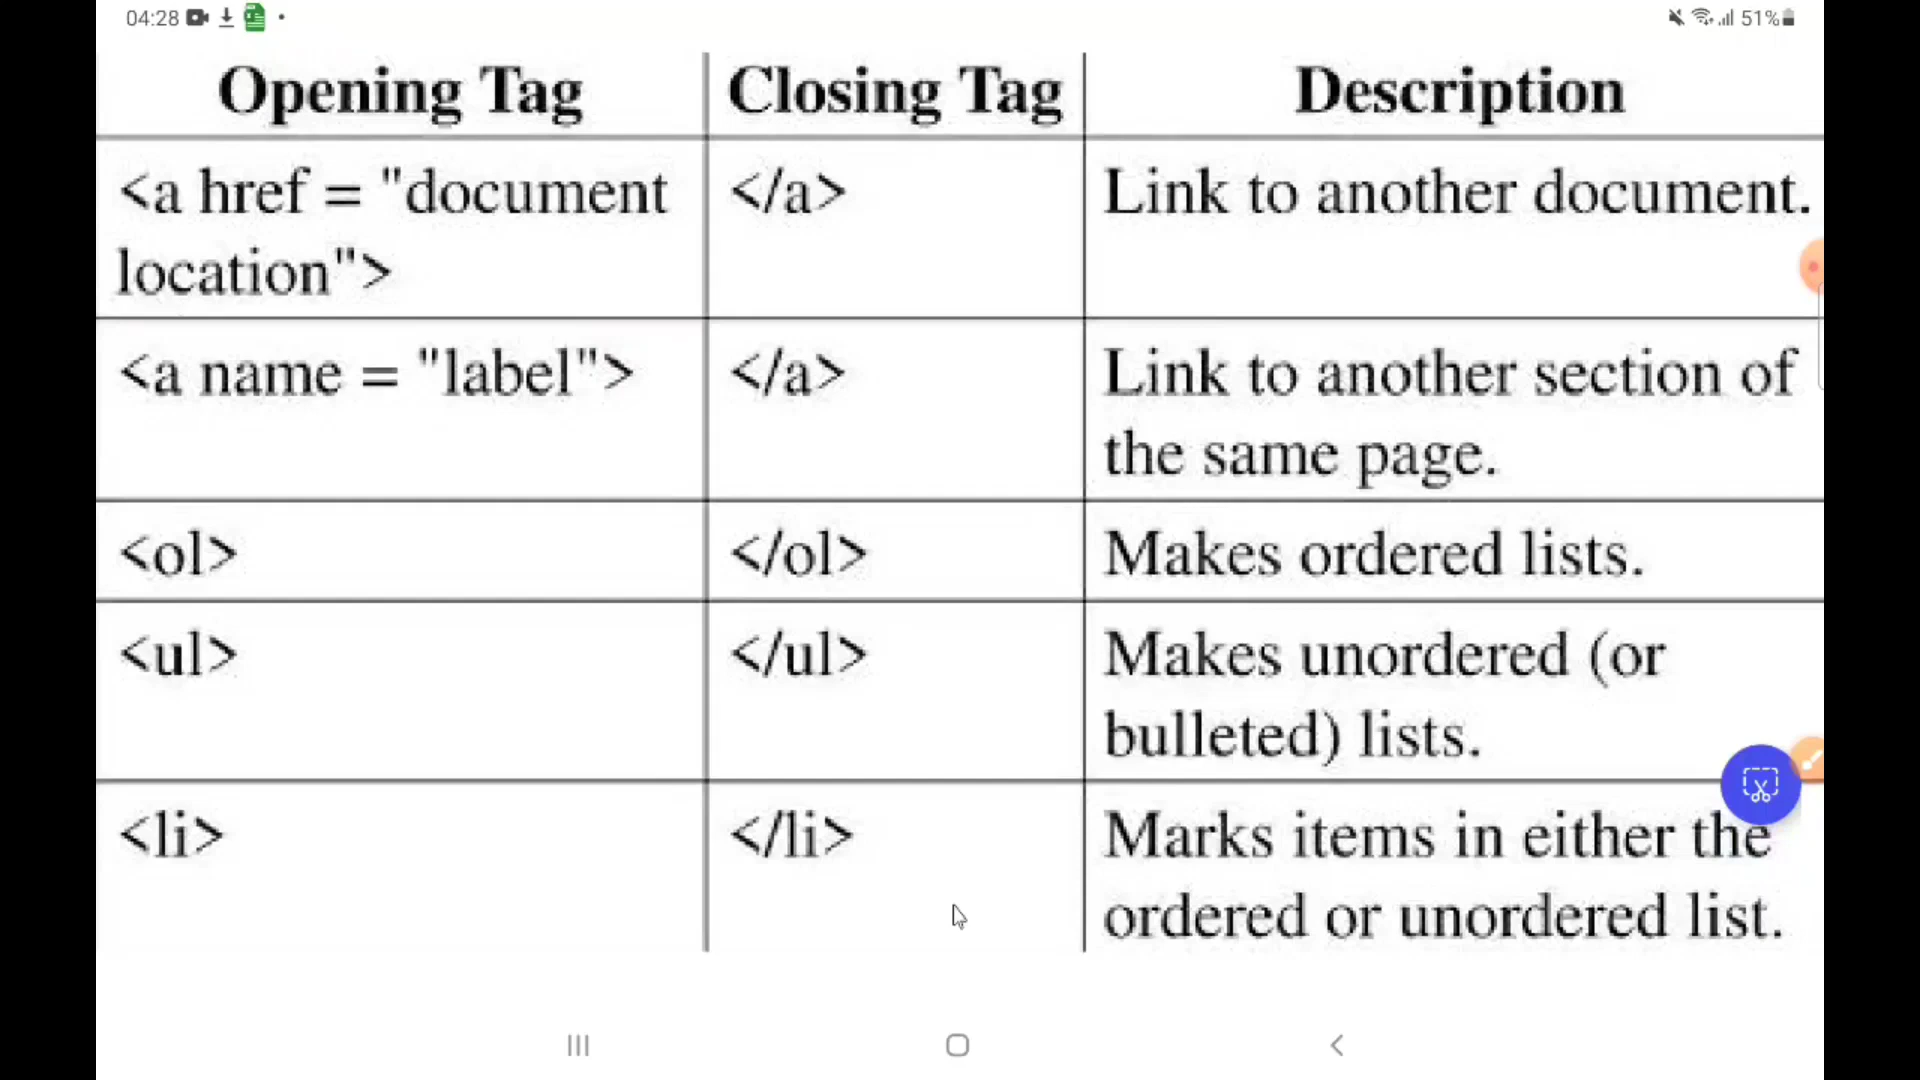 04:28
51%
Opening Tag Closing Tag Description
<a href = "document </a> Link to another document.
location">
<a name = "label"> </a> Link to another section of
the same page.
<ol> </ol> Makes ordered lists.
<ul> </ul> Makes unordered (or
bulleted) lists.
<li> </li> Marks items in either the
ordered or unordered list.